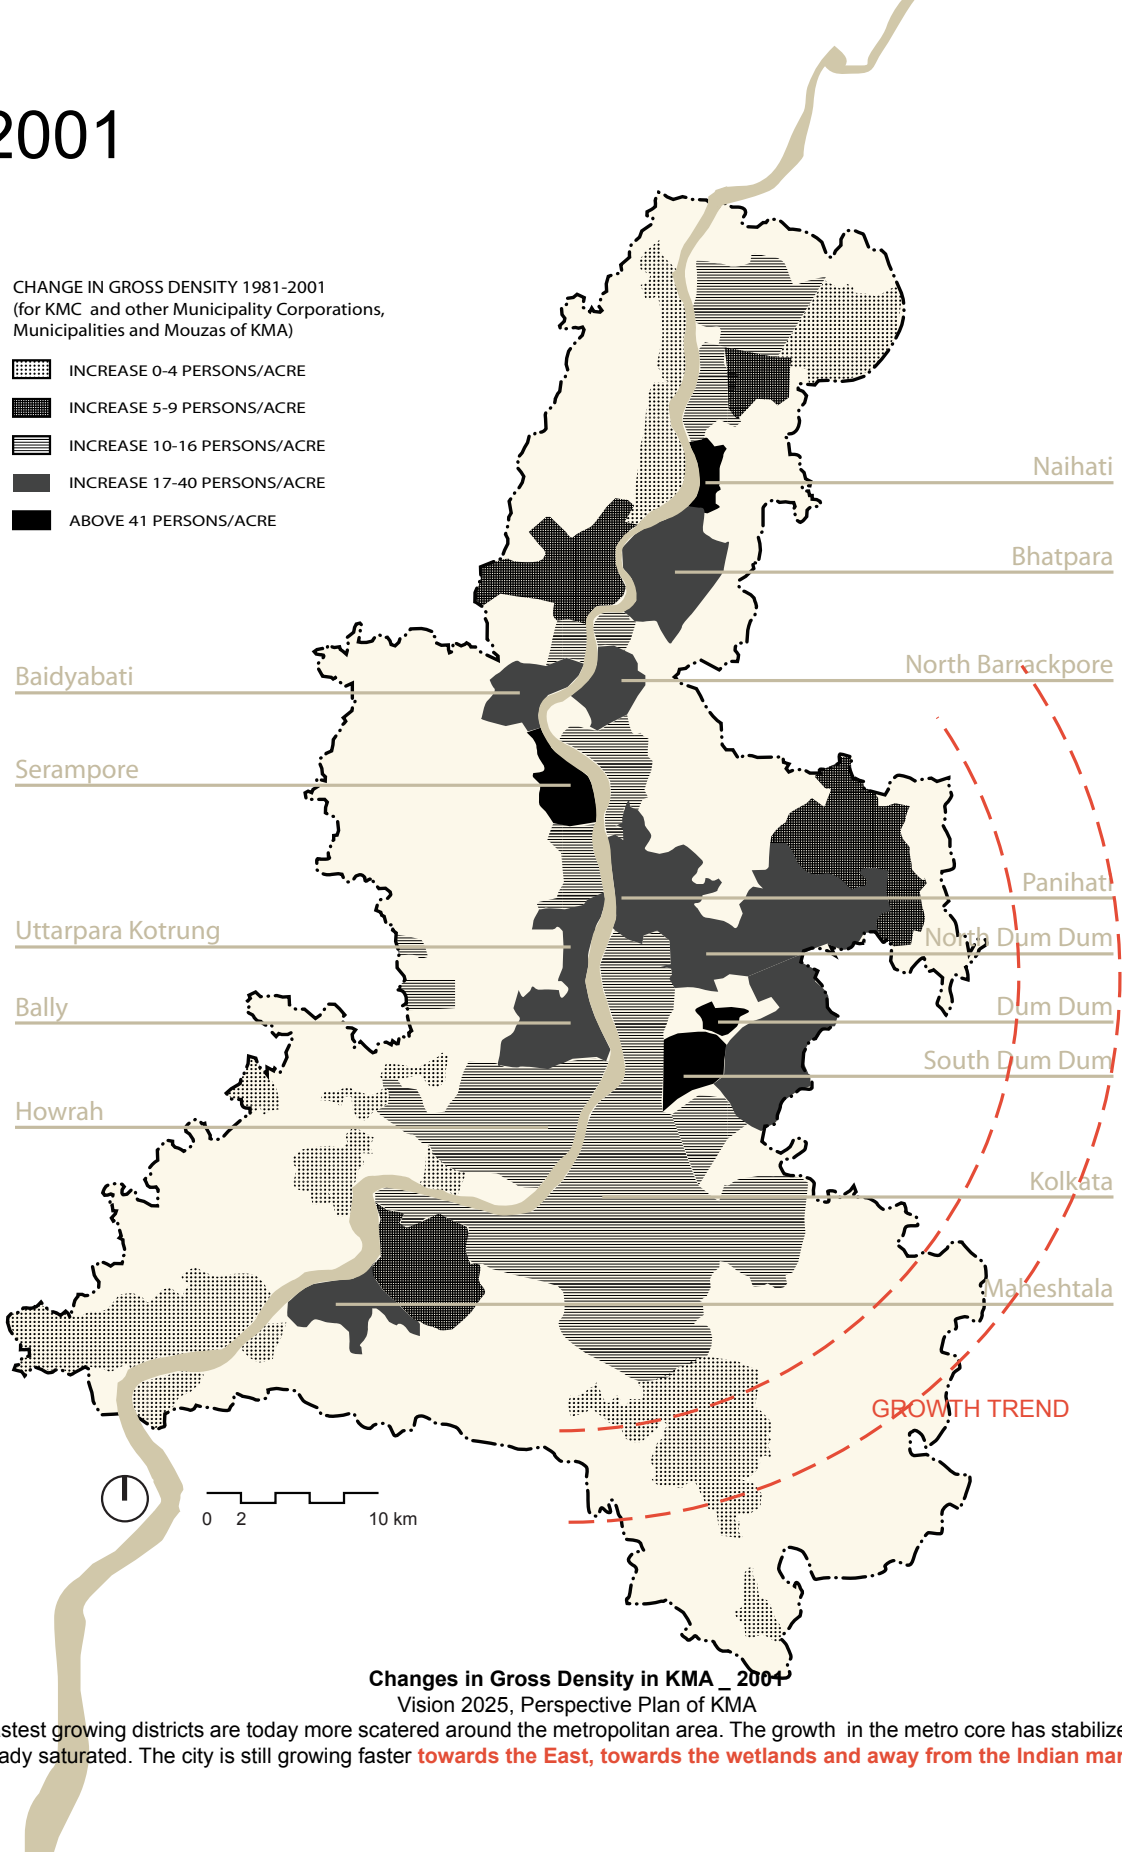 2001
CHANGE IN GROSS DENSITY 1981-2001
(for KMC and other Municipality Corporations,
Municipalities and Mouzas of KMA)
INCREASE 0-4 PERSONS/ACRE
INCREASE 5-9 PERSONS/ACRE
INCREASE 10-16 PERSONS/ACRE
INCREASE 17-40 PERSONS/ACRE
ABOVE 41 PERSONS/ACRE
Naihati
Bhatpara
North Barrackpore
Baidyabati
Serampore
Panihati
Uttarpara Kotrung
North Dum Dum
Bally
Dum Dum
South Dum Dum
Howrah
Kolkata
Maheshtala
GROWTH TREND
0 2 10 km
Changes in Gross Density in KMA _ 2001
Vision 2025, Perspective Plan of KMA
growing districts are today more scatered around the metropolitan area. The growth in the metro core has
saturated. The city is still growing faster towards the East, towards the wetlands and away from the Indian